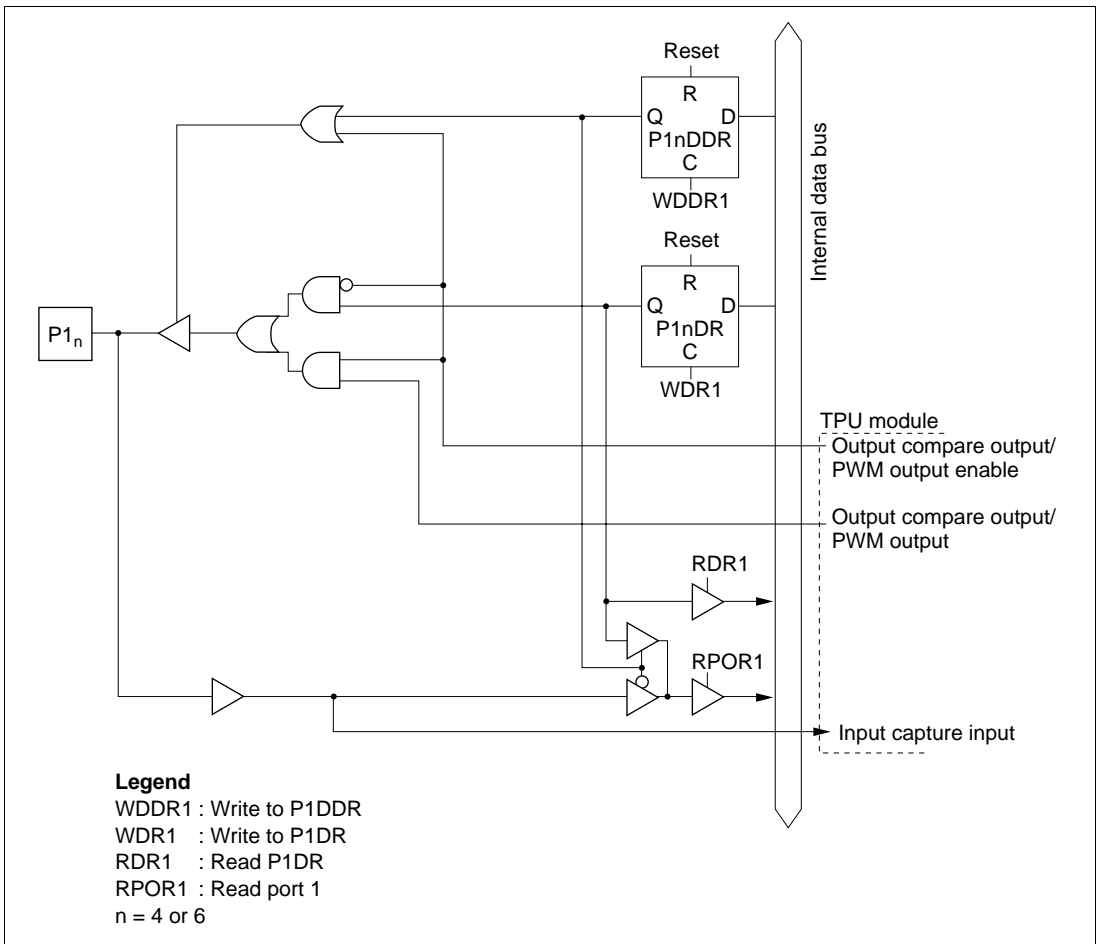 Reset
R
Q D
P1nDDR
C
WDDR1
Internal data bus
Reset
R
Q D
P1nDR
C
WDR1
P1n
TPU module
Output compare output/
PWM output enable
Output compare output/
PWM output
RDR1
RPOR1
Input capture input
Legend
WDDR1 : Write to P1DDR
WDR1 : Write to P1DR
RDR1 : Read P1DR
RPOR1 : Read port 1
n = 4 or 6